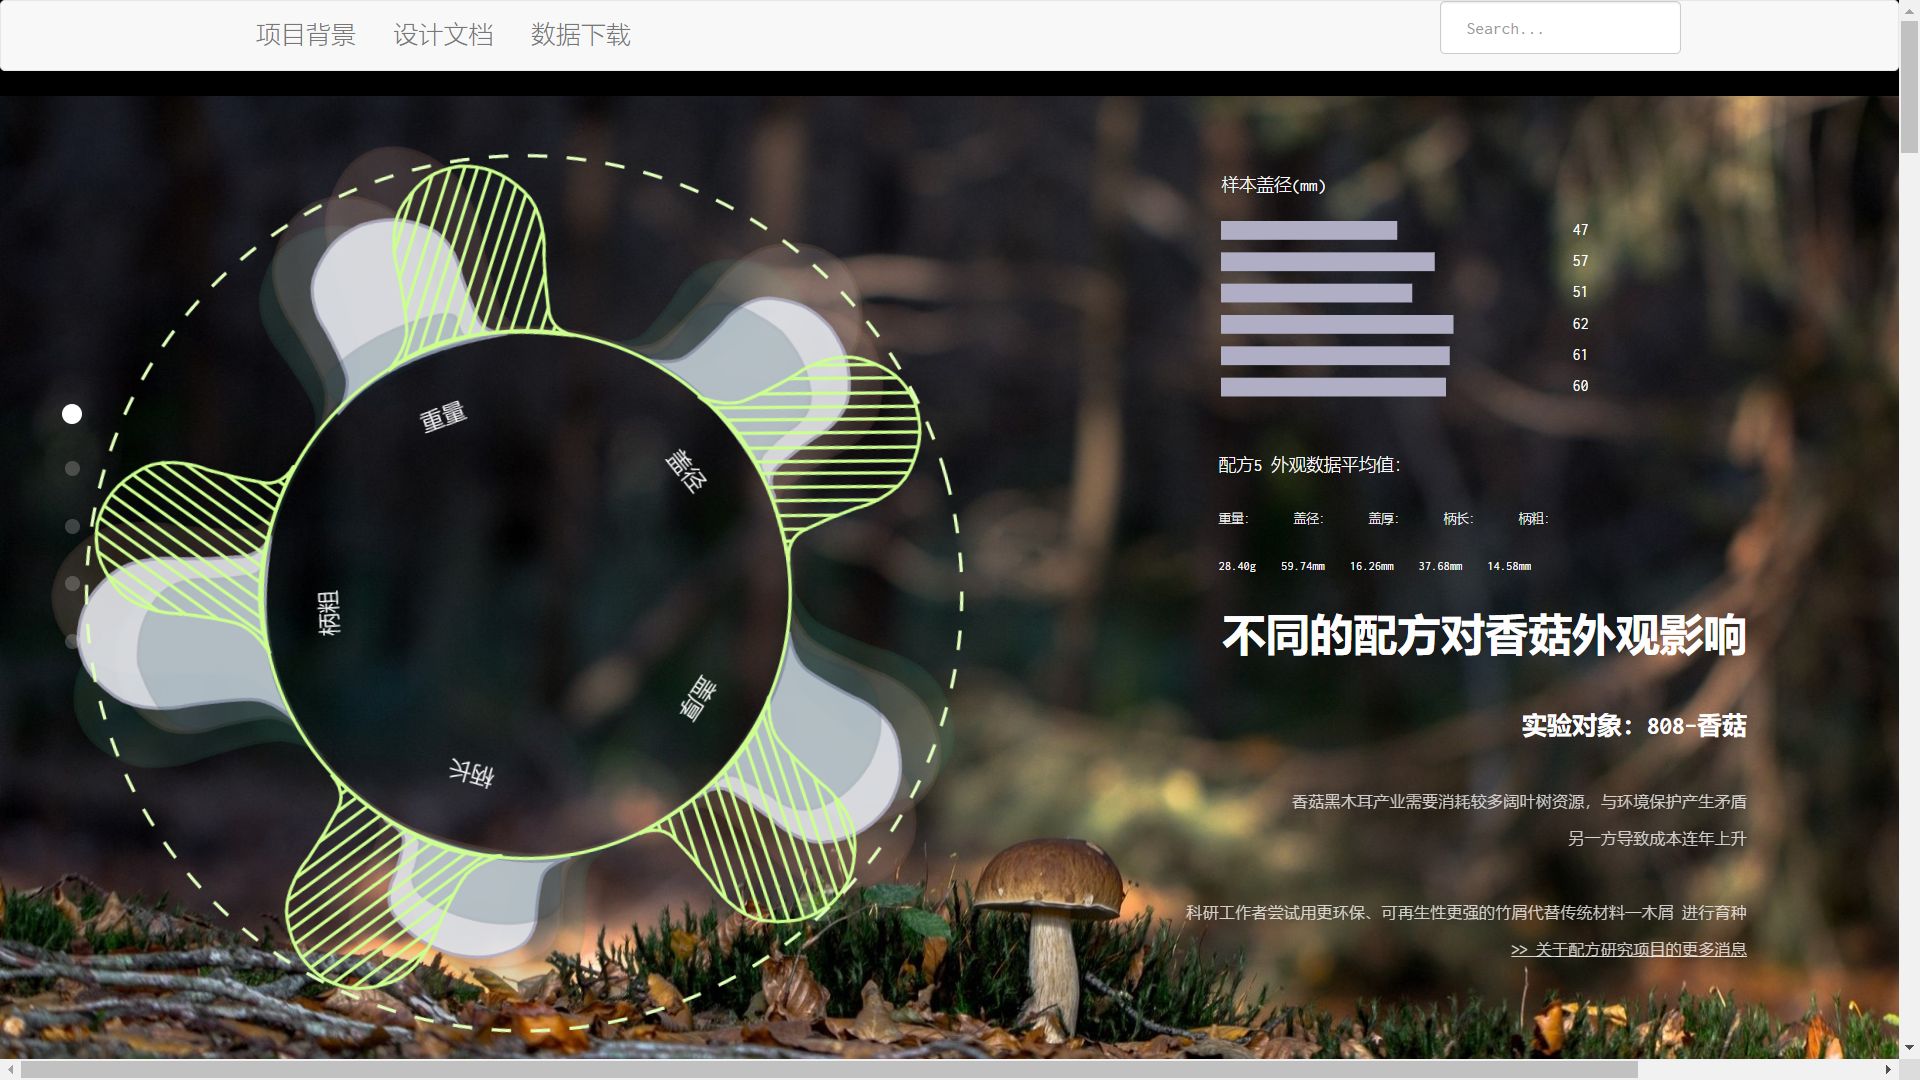 项目背景 设计文档 数据下载
Search...
样本盖径(mm)
47
57
51
62
61
60
配方5 外观数据平均值:
重量: 盖径: 盖厚: 柄长: 柄粗:
28.40g 59.74mm 16.26mm 37.68mm 14.58mm
重量
盖径
柄粗
盖厚
柄长
不同的配方对香菇外观影响
实验对象: 808-香菇
香菇黑木耳产业需要消耗较多阔叶树资源，与环境保护产生矛盾
另一方导致成本连年上升
科研工作者尝试用更环保、可再生性更强的竹屑代替传统材料—木屑 进行育种
>> 关于配方研究项目的更多消息